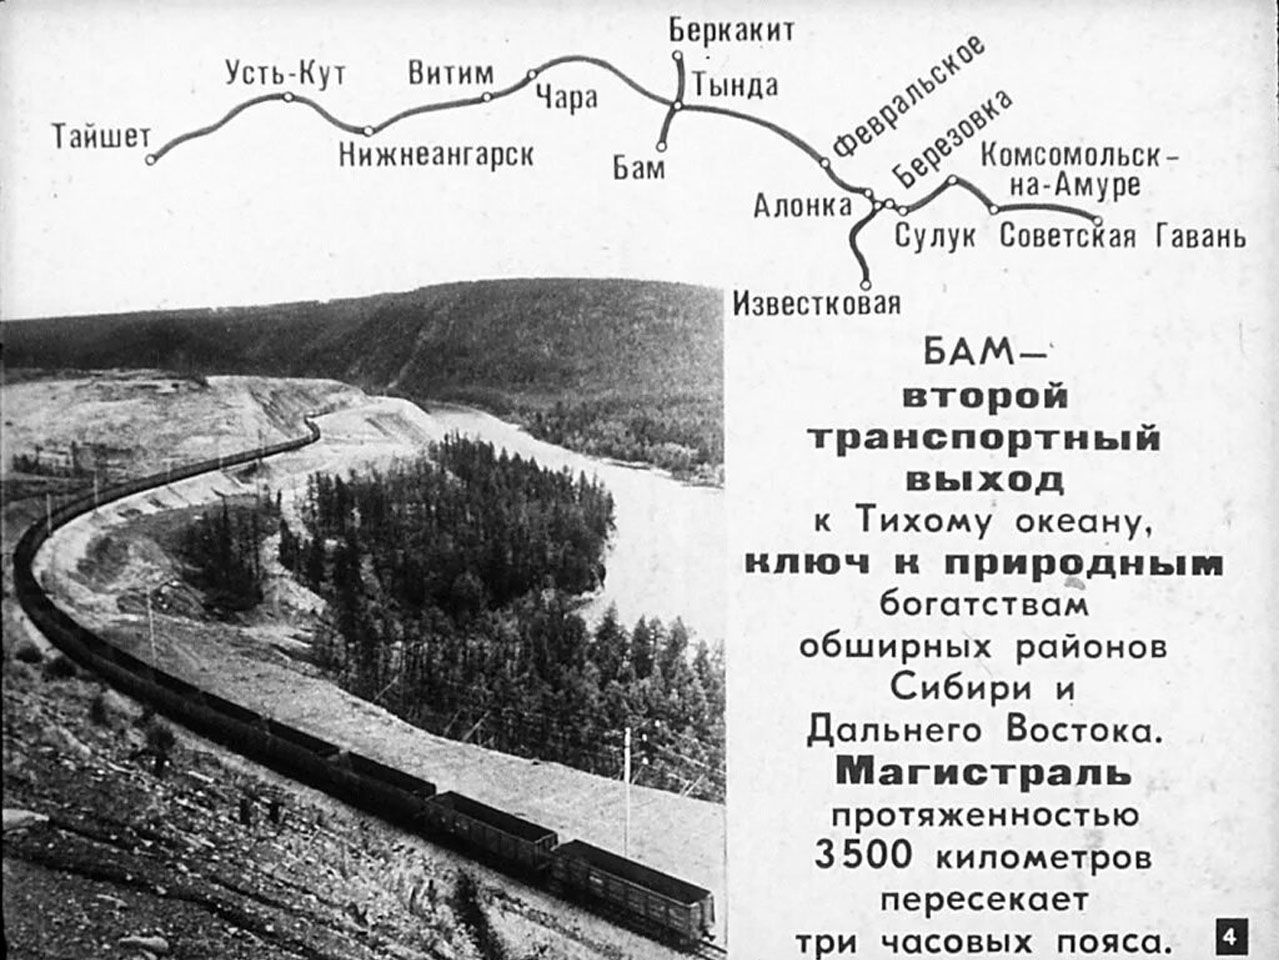 Беркакит
Усть-Кут
Витим
Чара
Тында
Февральское
Тайшет
Нижнеангарск
Бам
Березовка
Комсомольск-
на-Амуре
Алонка
Сулук
Советская Гавань
Известковая
БАМ—
второй
транспортный
выход
к Тихому океану,
ключ к природным
богатствам
обширных районов
Сибири и
Дальнего Востока.
Магистраль
протяженностью
3500 километров
пересекает
три часовых пояса.
4